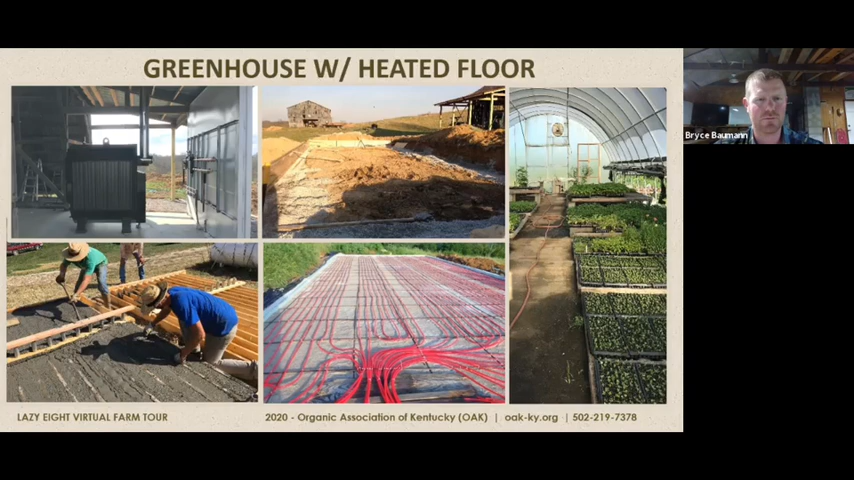 GREENHOUSE W/ HEATED FLOOR
Bryce Baumann
LAZY EIGHT VIRTUAL FARM TOUR
2020 - Organic Association of Kentucky (OAK) | oak-ky.org | 502-219-7378